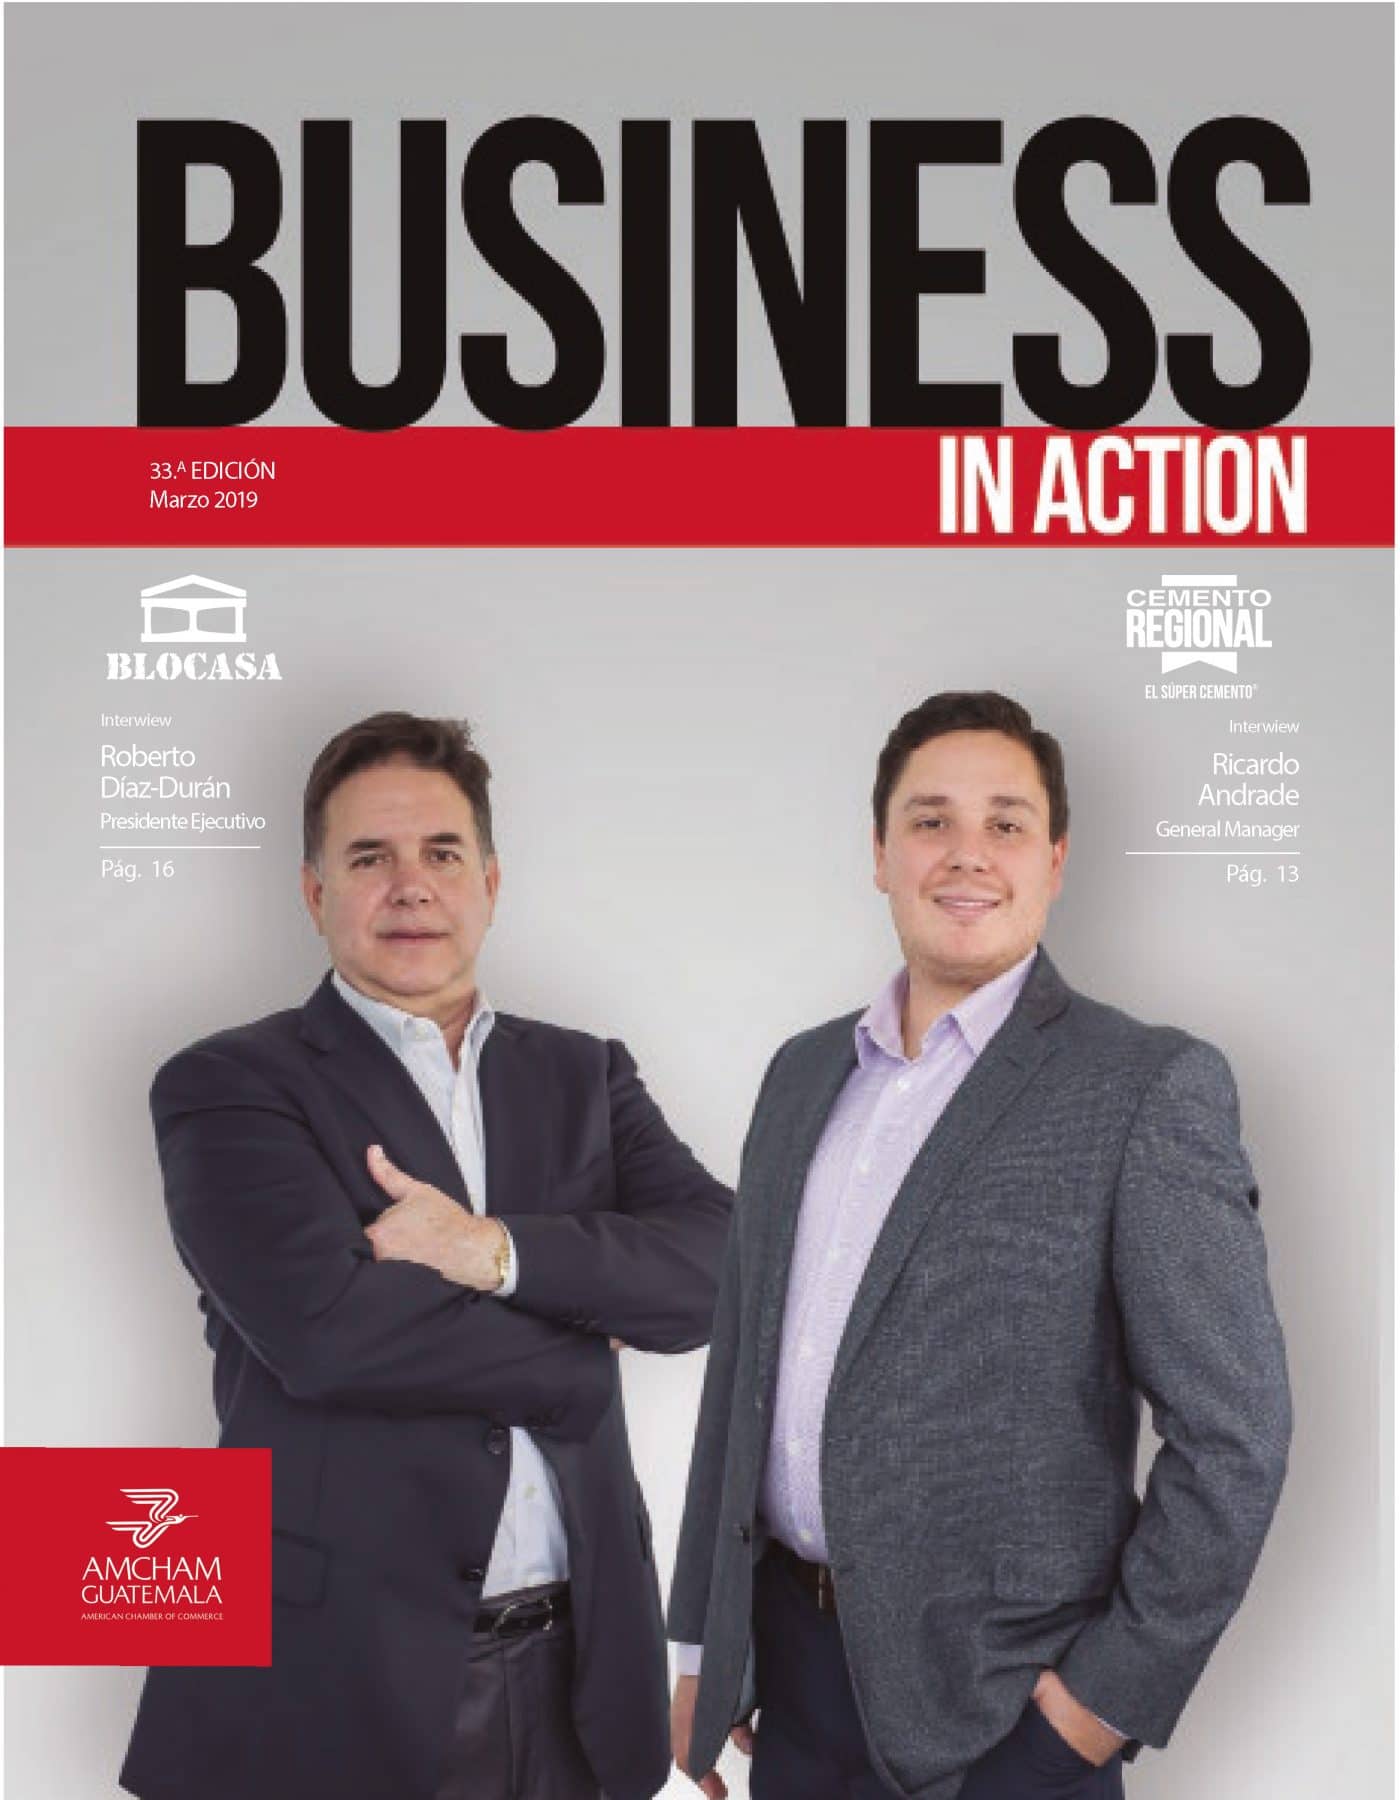 BUSINESS
IN ACTION
33.ª EDICIÓN
Marzo 2019
BLOCASA
Interwiew
Roberto
Díaz-Durán
Presidente Ejecutivo
Pág. 16
CEMENTO
REGIONAL
EL SÚPER CEMENTO®
Interwiew
Ricardo
Andrade
General Manager
Pág. 13
AMCHAM
GUATEMALA
AMERICAN CHAMBER OF COMMERCE